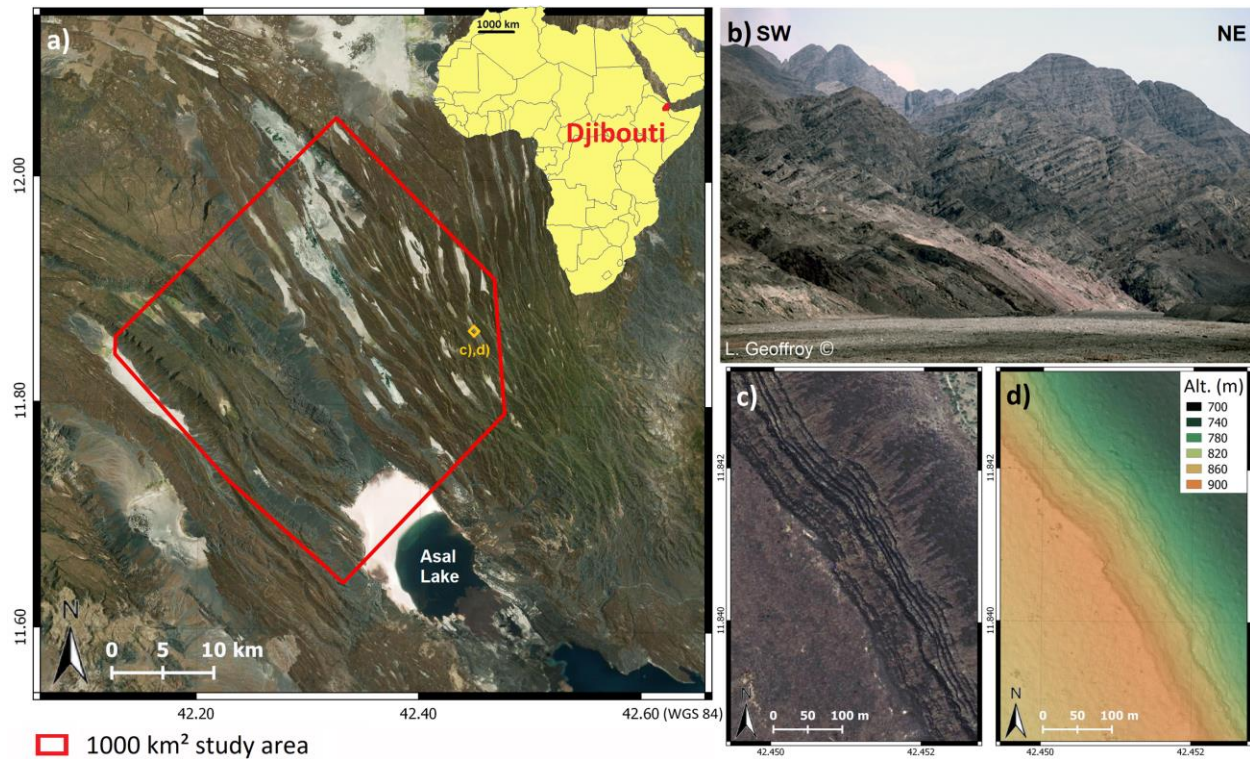 a)
1000 km
Djibouti
12.00
11.80
11.60
c),d)
Asal
Lake
N
0 5 10 km
42.20
42.40
42.60 (WGS 84)
1000 km² study area
b) SW
NE
L. Geoffroy ©
c)
11.842
11.840
N
0 50 100 m
42.450
42.452
d)
Alt. (m)
700
740
780
820
860
900
11.842
11.840
N
0 50 100 m
42.450
42.452